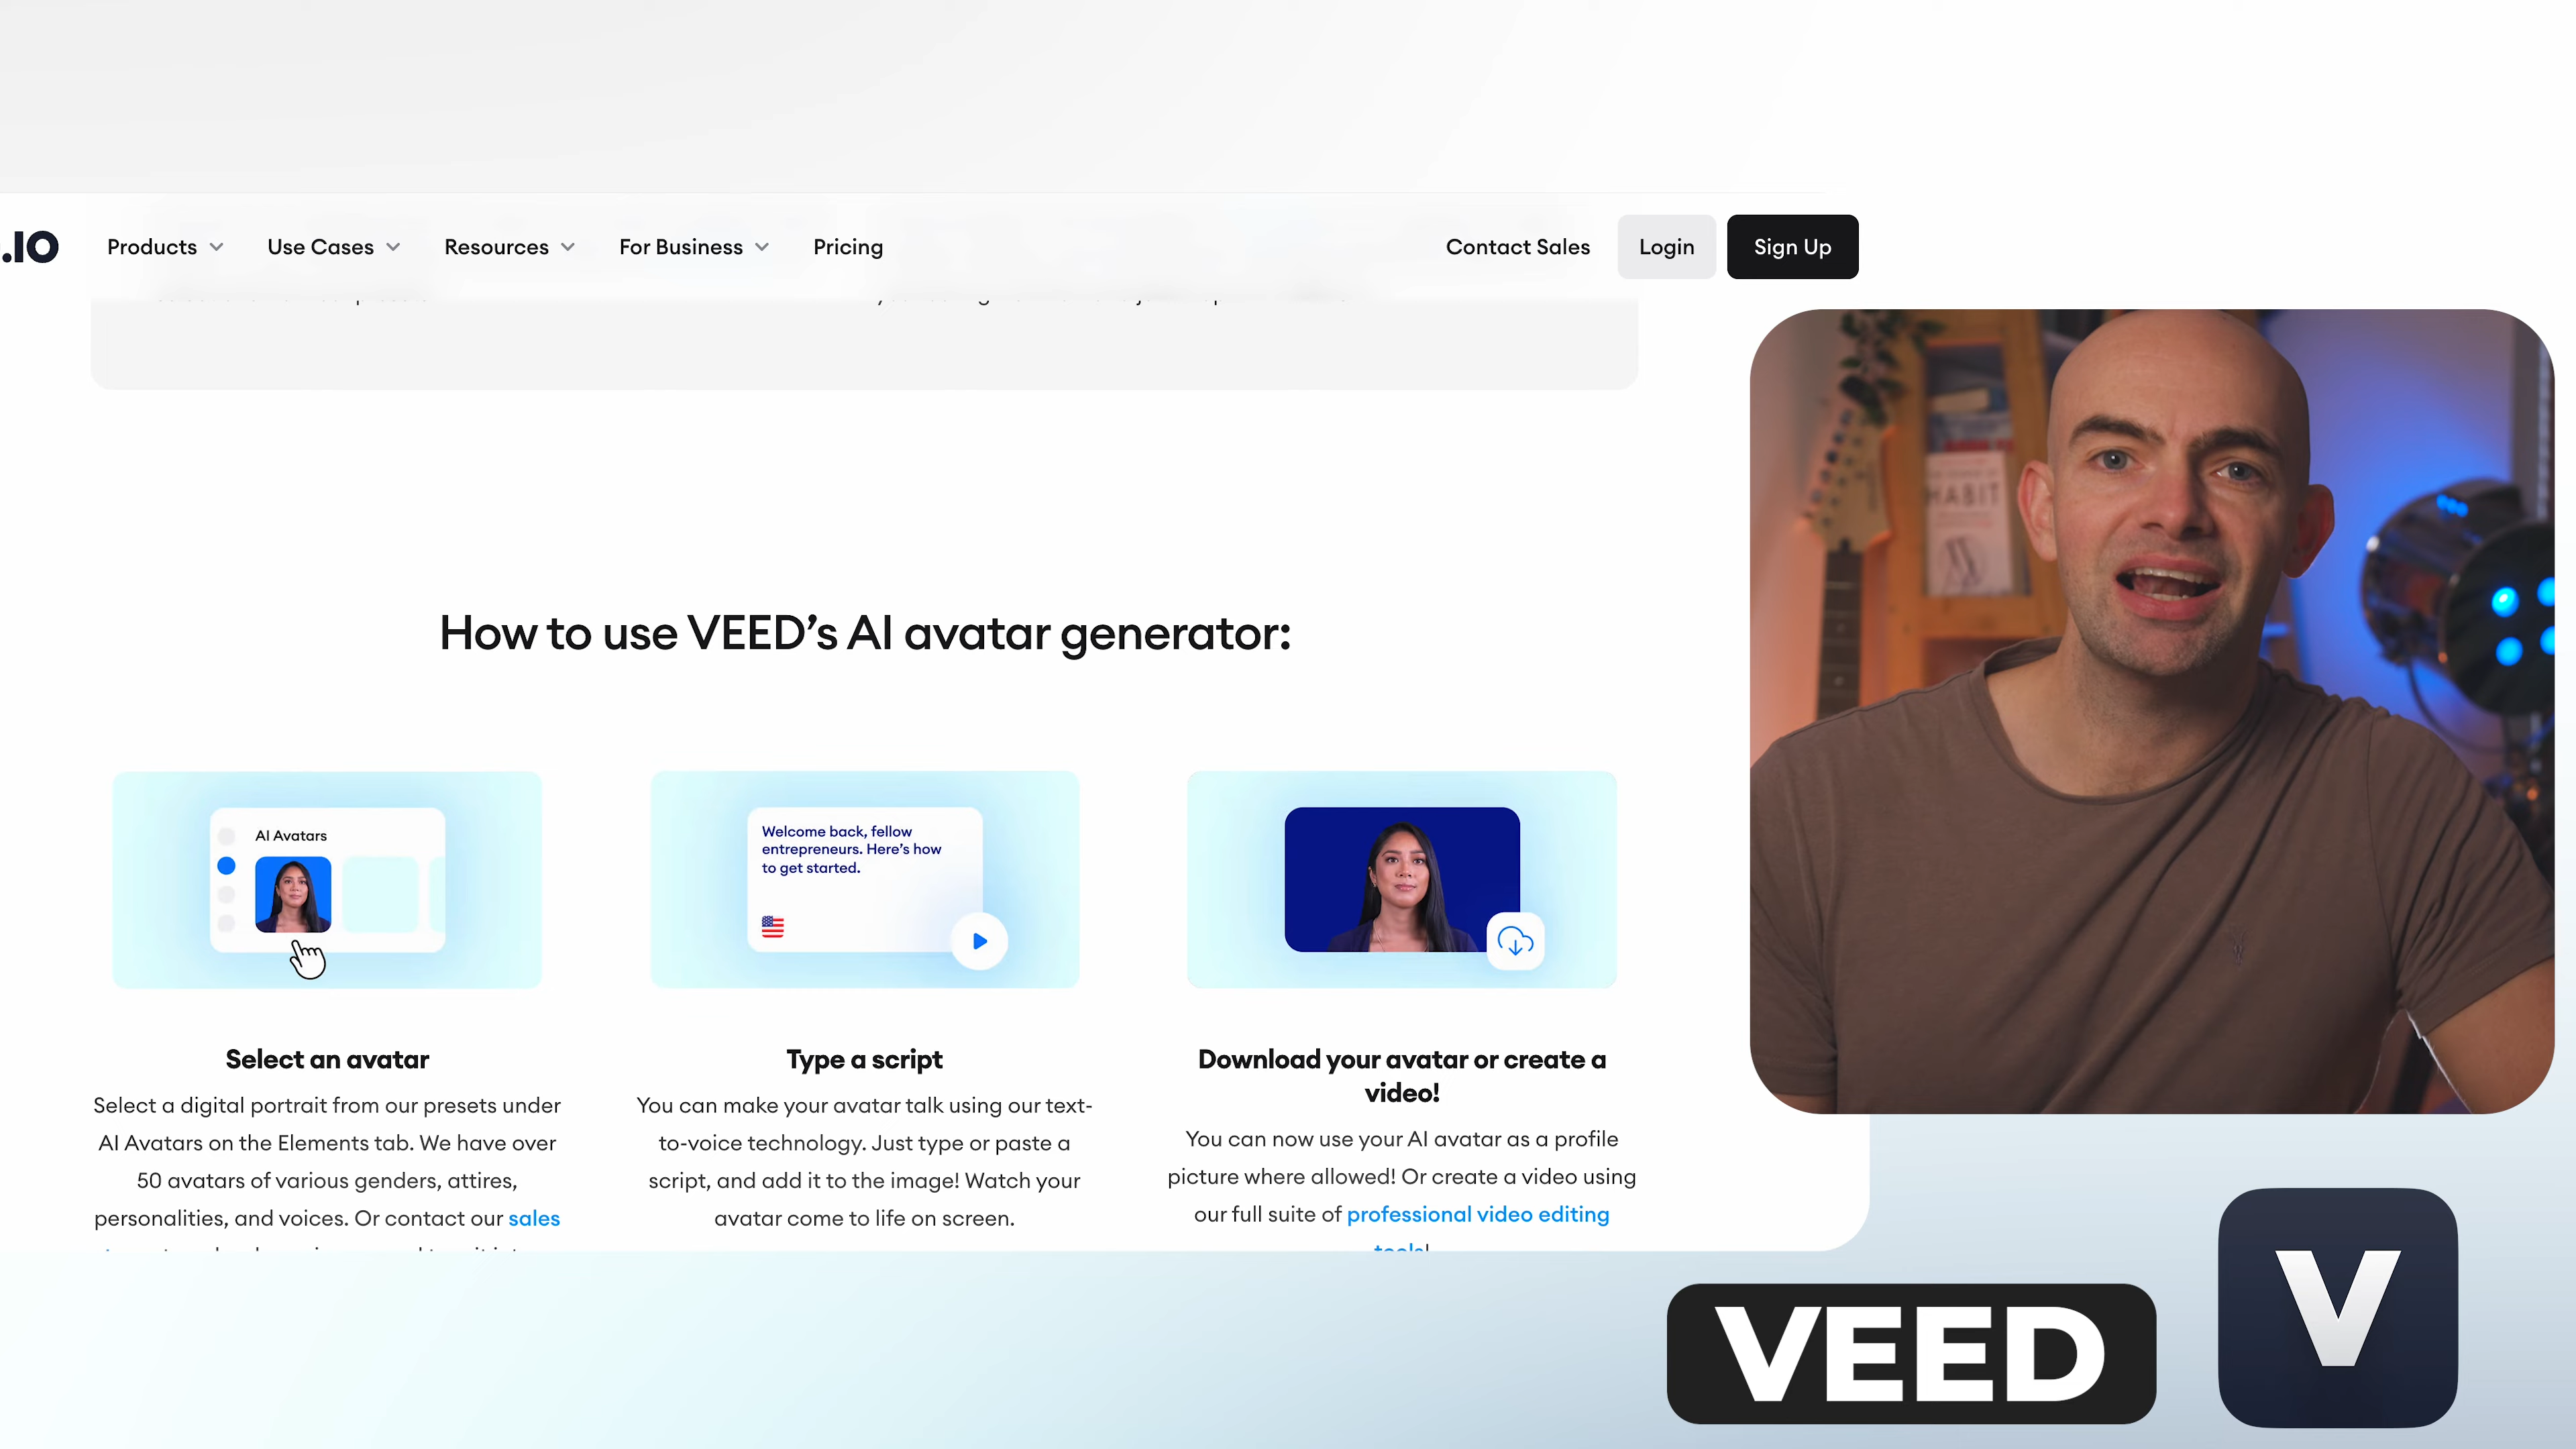 .IO Products Use Cases Resources For Business Pricing Contact Sales Login Sign Up
HABIT
How to use VEED’s AI avatar generator:
AI Avatars
Welcome back, fellow
entrepreneurs. Here’s how
to get started.
Select an avatar
Select a digital portrait from our presets under
AI Avatars on the Elements tab. We have over
50 avatars of various genders, attires,
personalities, and voices. Or contact our sales
Type a script
You can make your avatar talk using our text-
to-voice technology. Just type or paste a
script, and add it to the image! Watch your
avatar come to life on screen.
Download your avatar or create a
video!
You can now use your AI avatar as a profile
picture where allowed! Or create a video using
our full suite of professional video editing
tools!
VEED
V